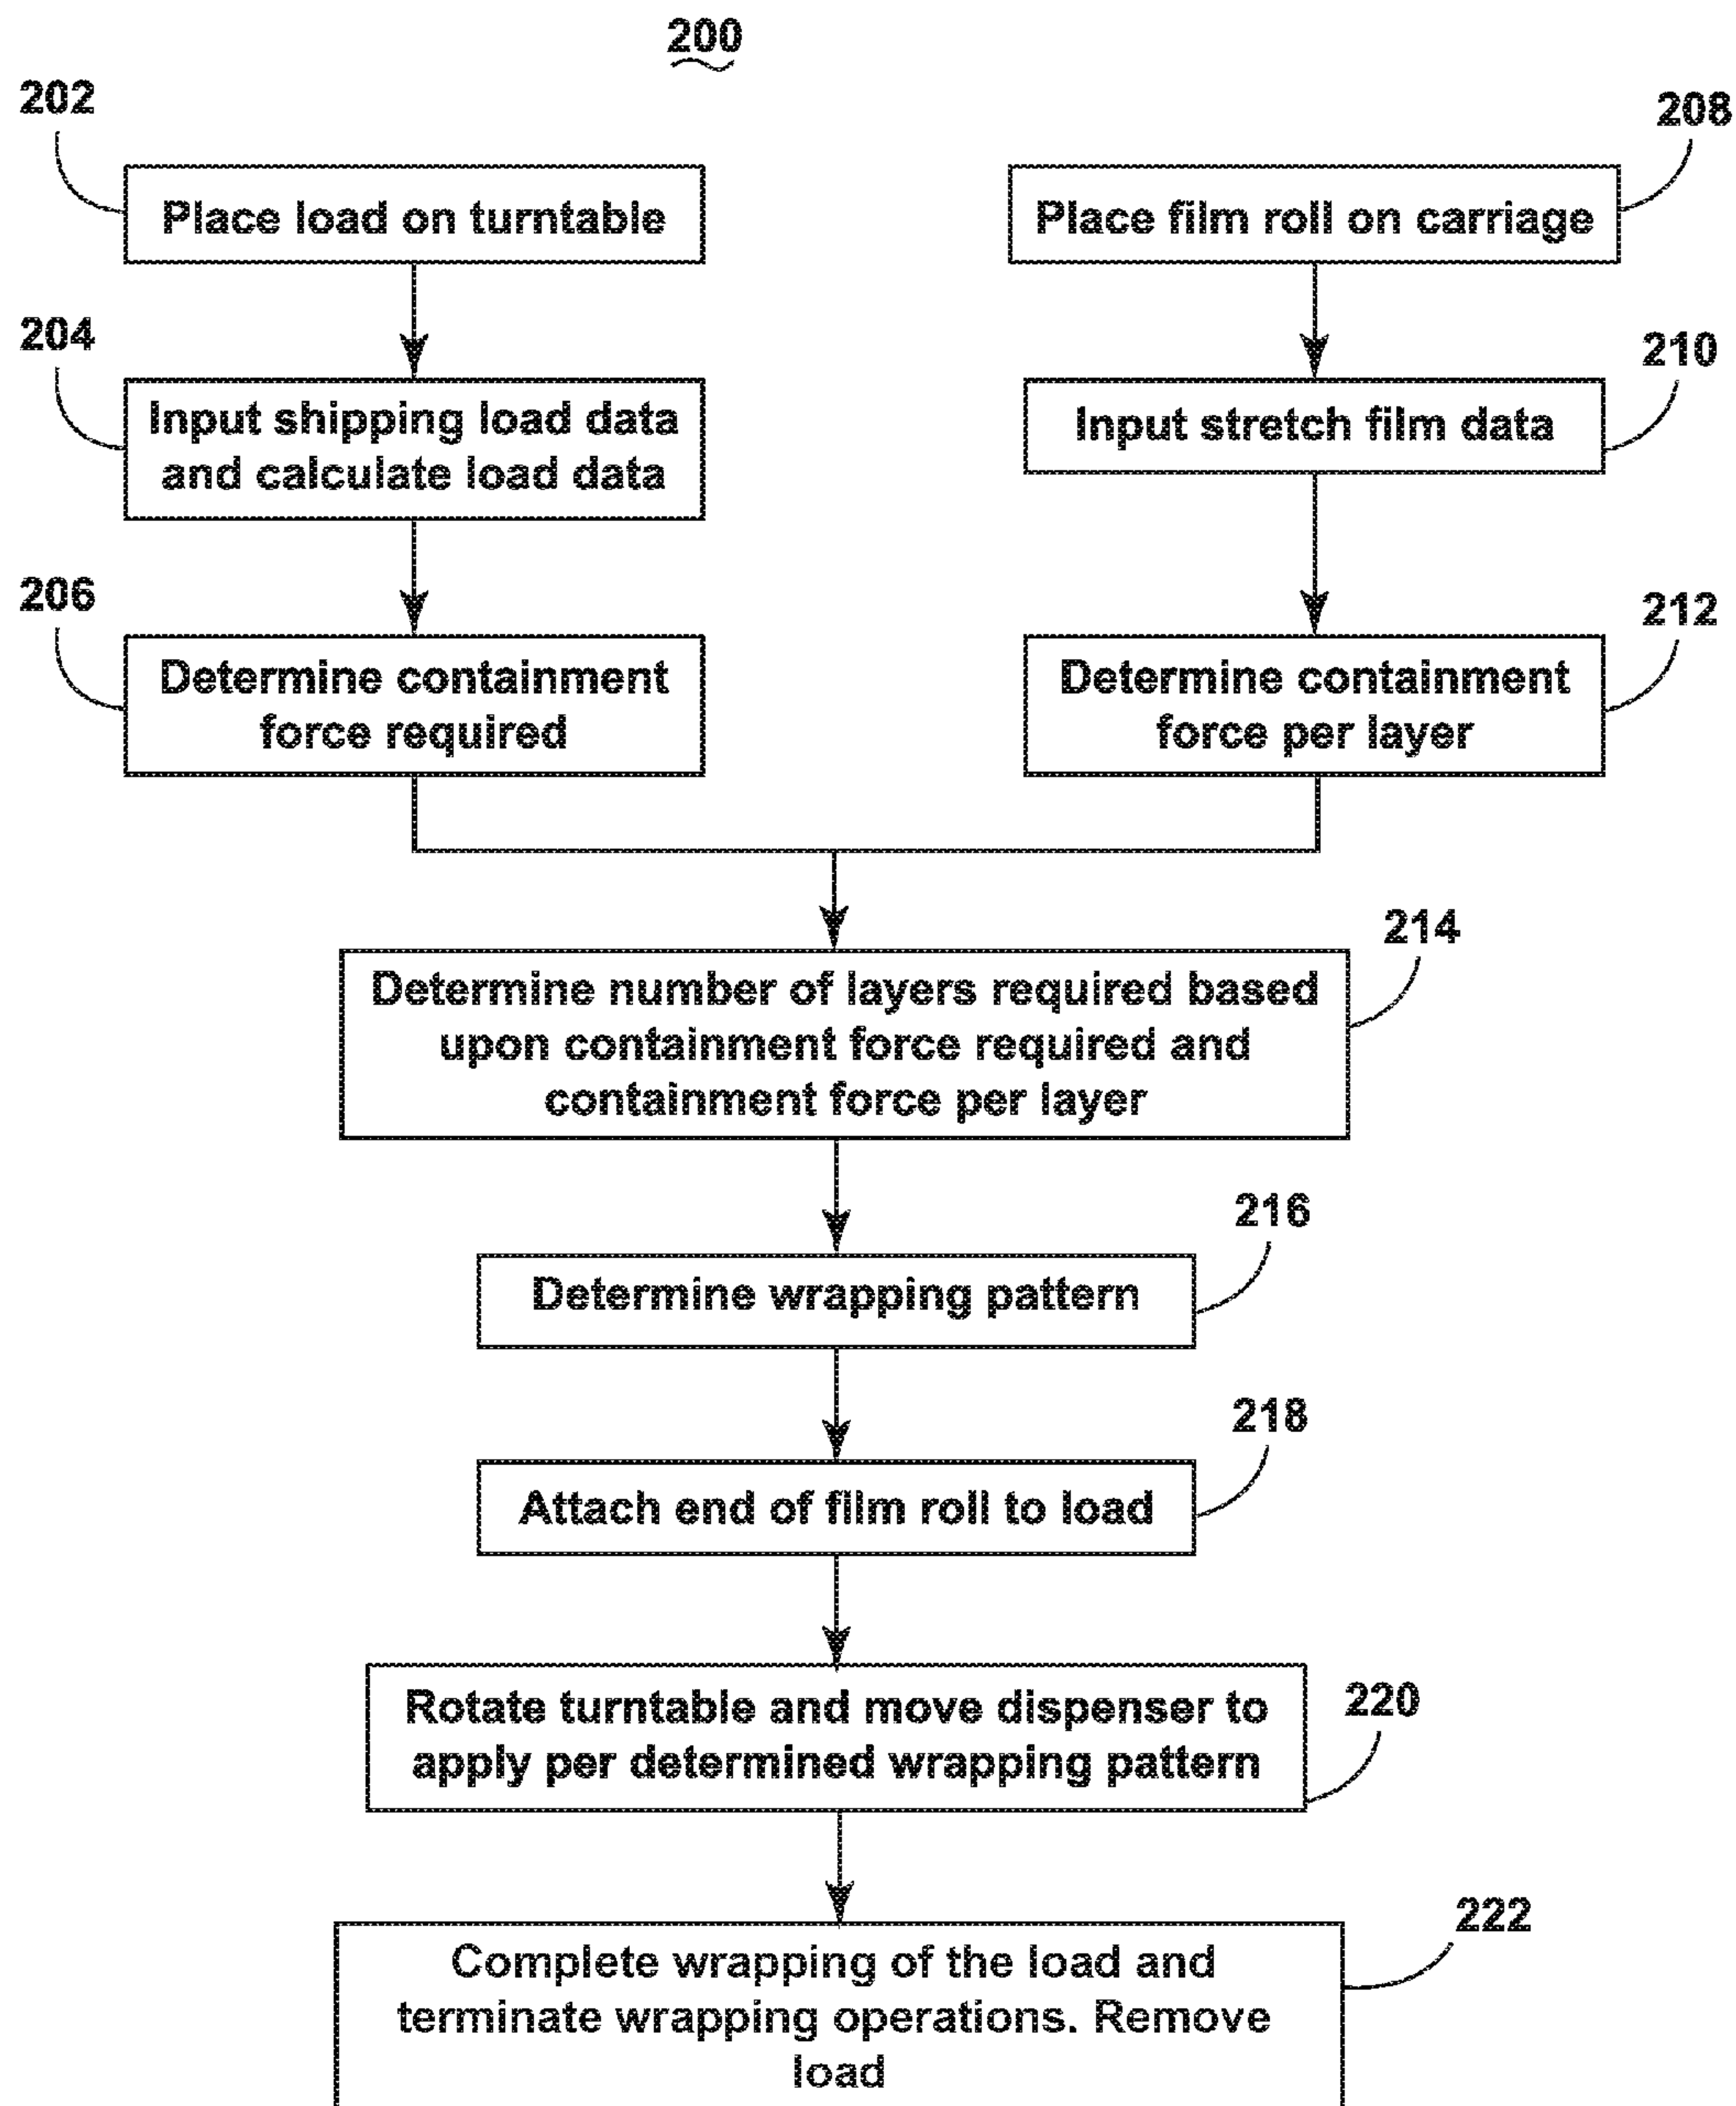 200
202
208
Place load on turntable
Place film roll on carriage
204
210
Input shipping load data
and calculate load data
Input stretch film data
206
212
Determine containment
force required
Determine containment
force per layer
214
Determine number of layers required based
upon containment force required and
containment force per layer
216
Determine wrapping pattern
218
Attach end of film roll to load
220
Rotate turntable and move dispenser to
apply per determined wrapping pattern
222
Complete wrapping of the load and
terminate wrapping operations. Remove
load